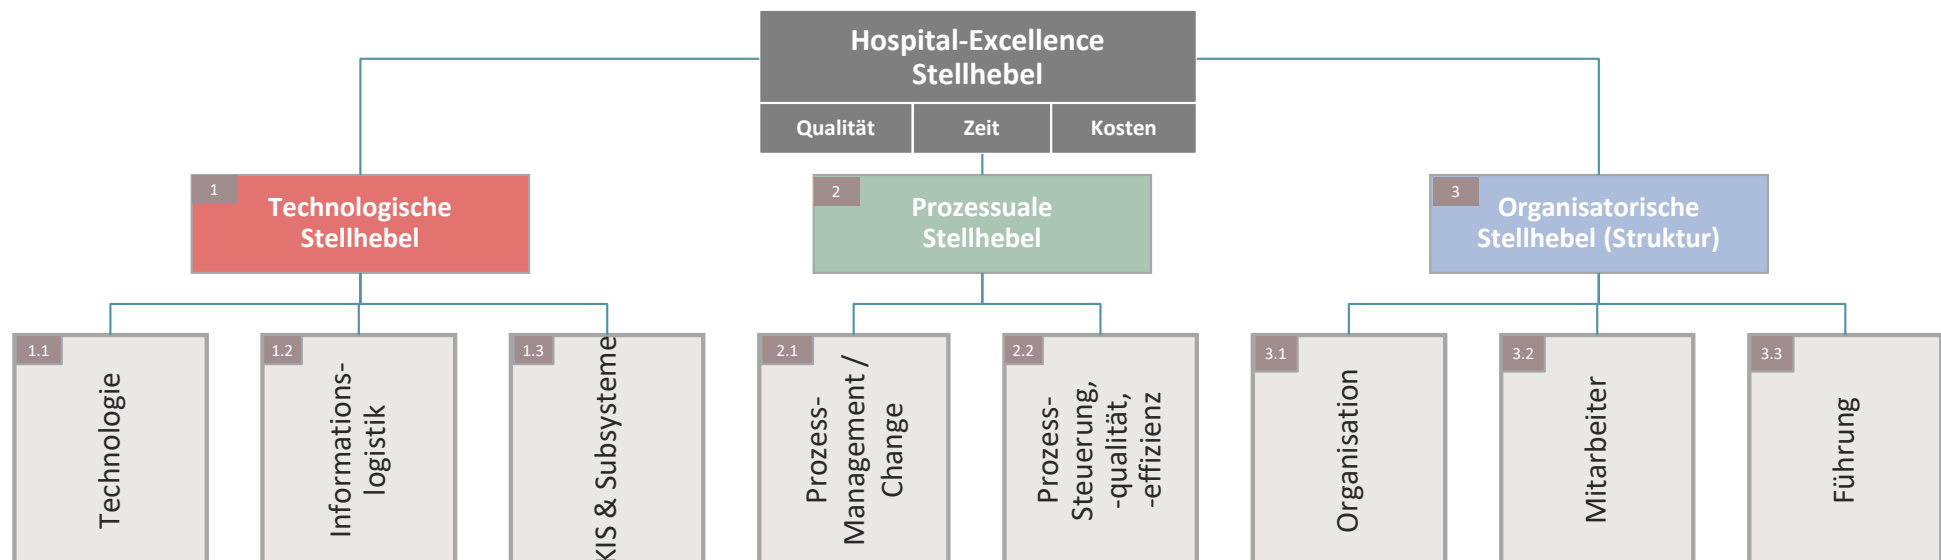 Hospital-Excellence
Stellhebel
Qualität
Zeit
Kosten
1
Technologische
Stellhebel
2
Prozessuale
Stellhebel
3
Organisatorische
Stellhebel (Struktur)
1.1
Technologie
1.2
Informations-
logistik
1.3
KIS & Subsysteme
2.1
Prozess-
Management /
Change
2.2
Prozess-
Steuerung,
-qualität,
-effizienz
3.1
Organisation
3.2
Mitarbeiter
3.3
Führung